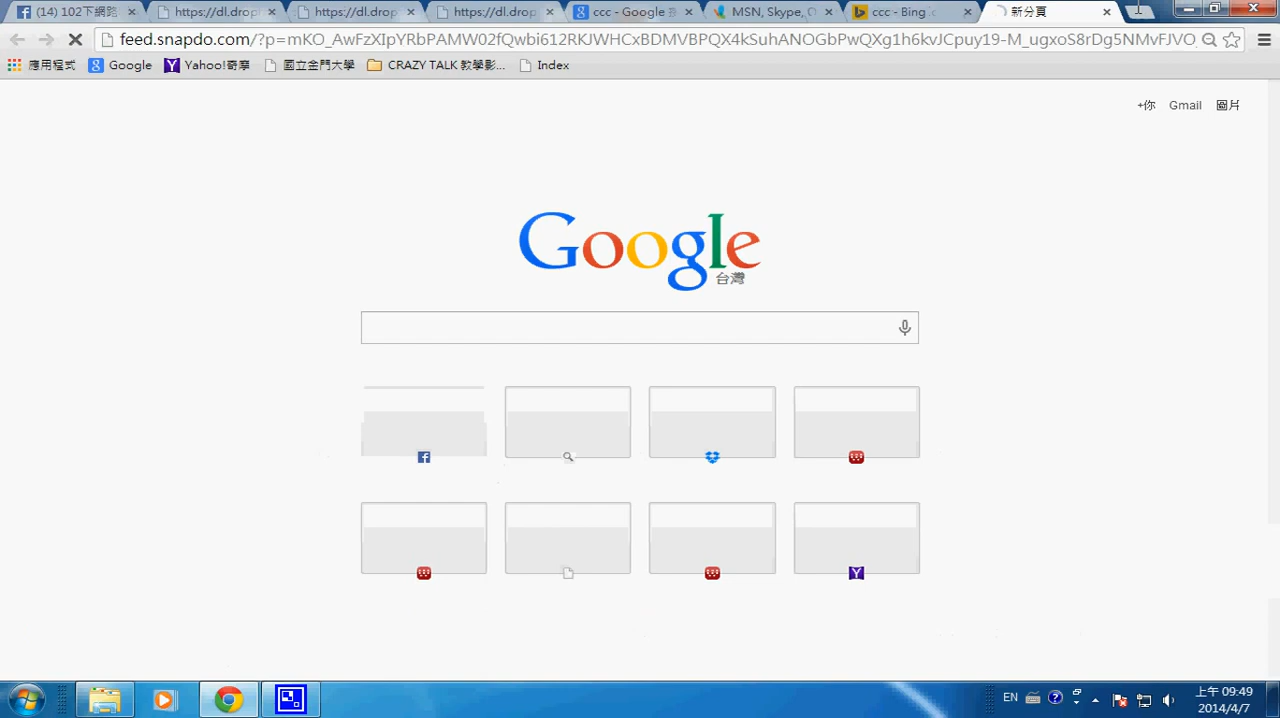 (14) 102下網路
https://dl.drop
https://dl.drop
https://dl.drop
ccc - Google
MSN, Skype, O
ccc - Bing
新分頁
feed.snapdo.com/?p=mKO_AwFzXIpYRbPAMW02fQwbi612RKJWHCxBDMVBPQX4kSuhANOGbPwQXg1h6kvJCpuy19-M_ugxoS8rDg5NMvFJVO
應用程式 Google Yahoo!奇摩 國立金門大學 CRAZY TALK 教學影... Index
+你 Gmail 圖片
Google
台灣
EN
上午 09:49
2014/4/7